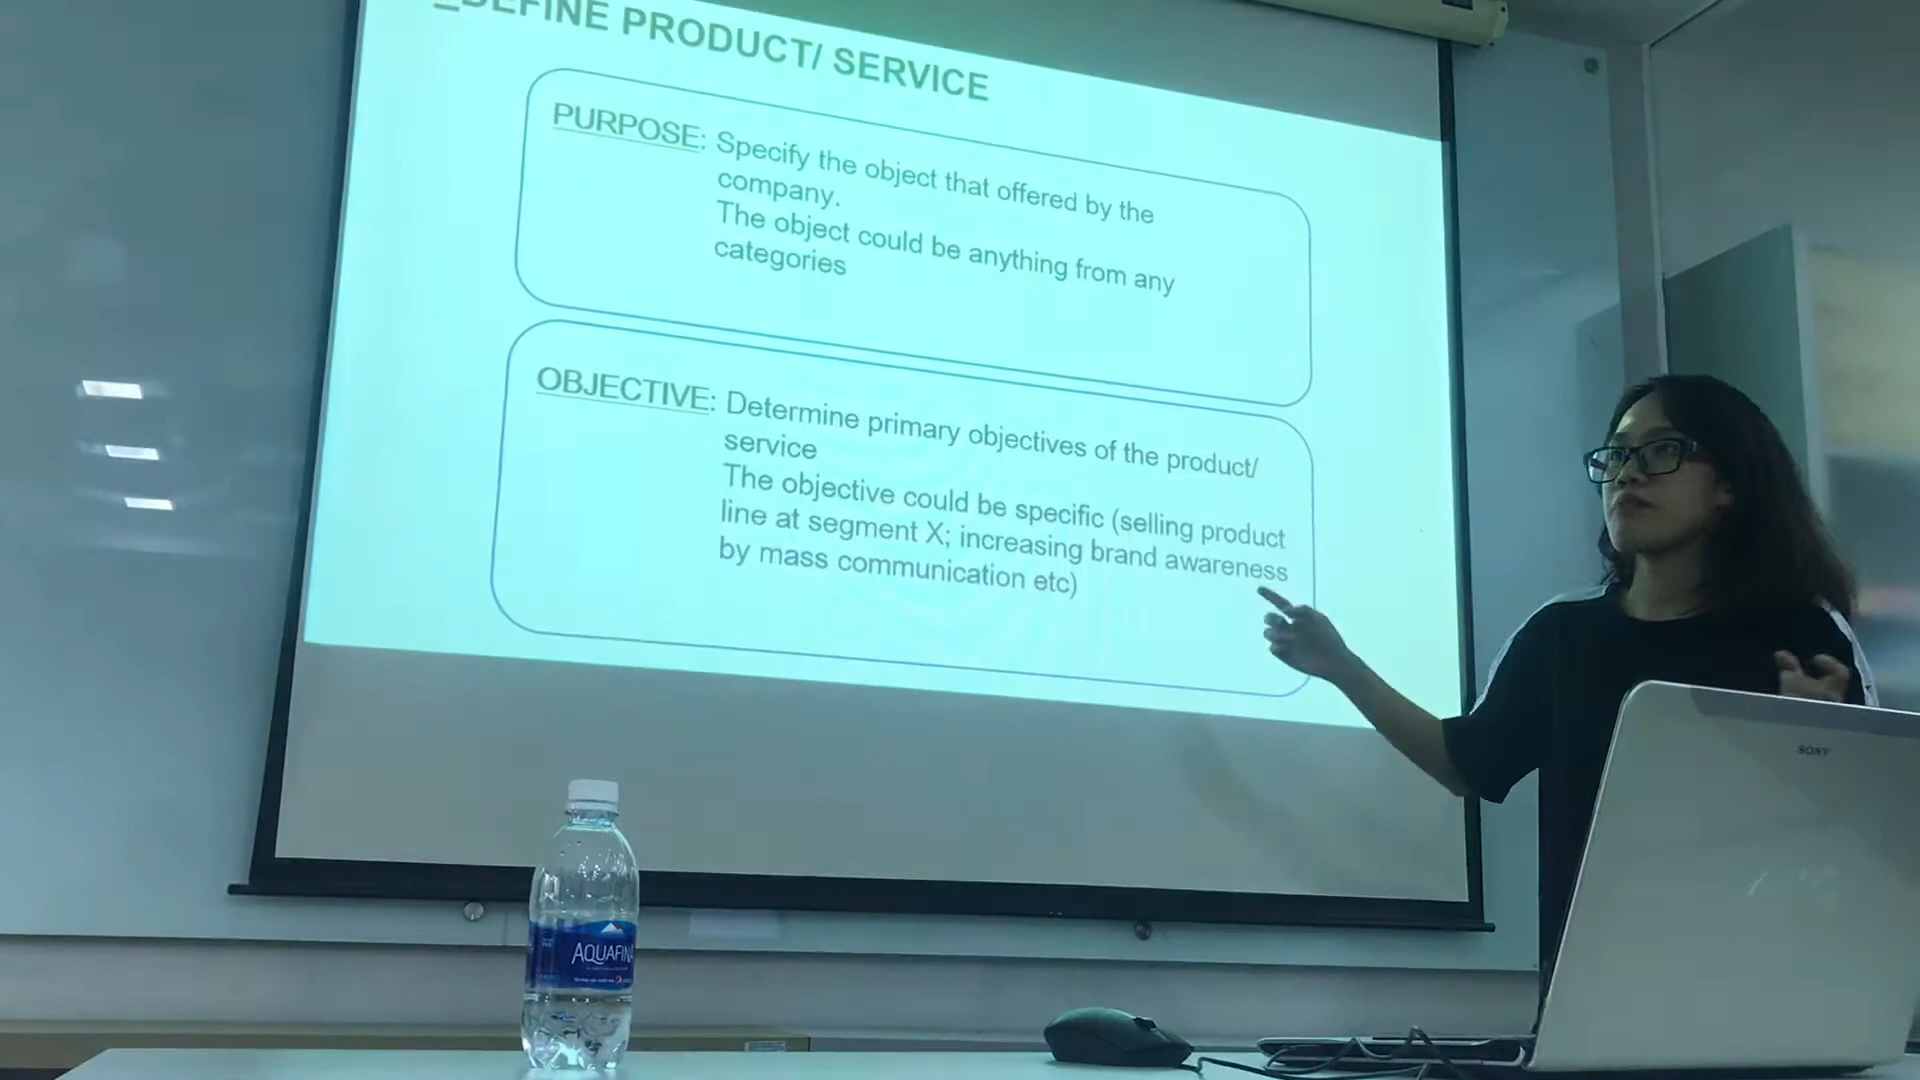 _DEFINE PRODUCT/ SERVICE
PURPOSE: Specify the object that offered by the
company.
The object could be anything from any
categories
OBJECTIVE: Determine primary objectives of the product/
service
The objective could be specific (selling product
line at segment X; increasing brand awareness
by mass communication etc)
SONY
AQUAFINA